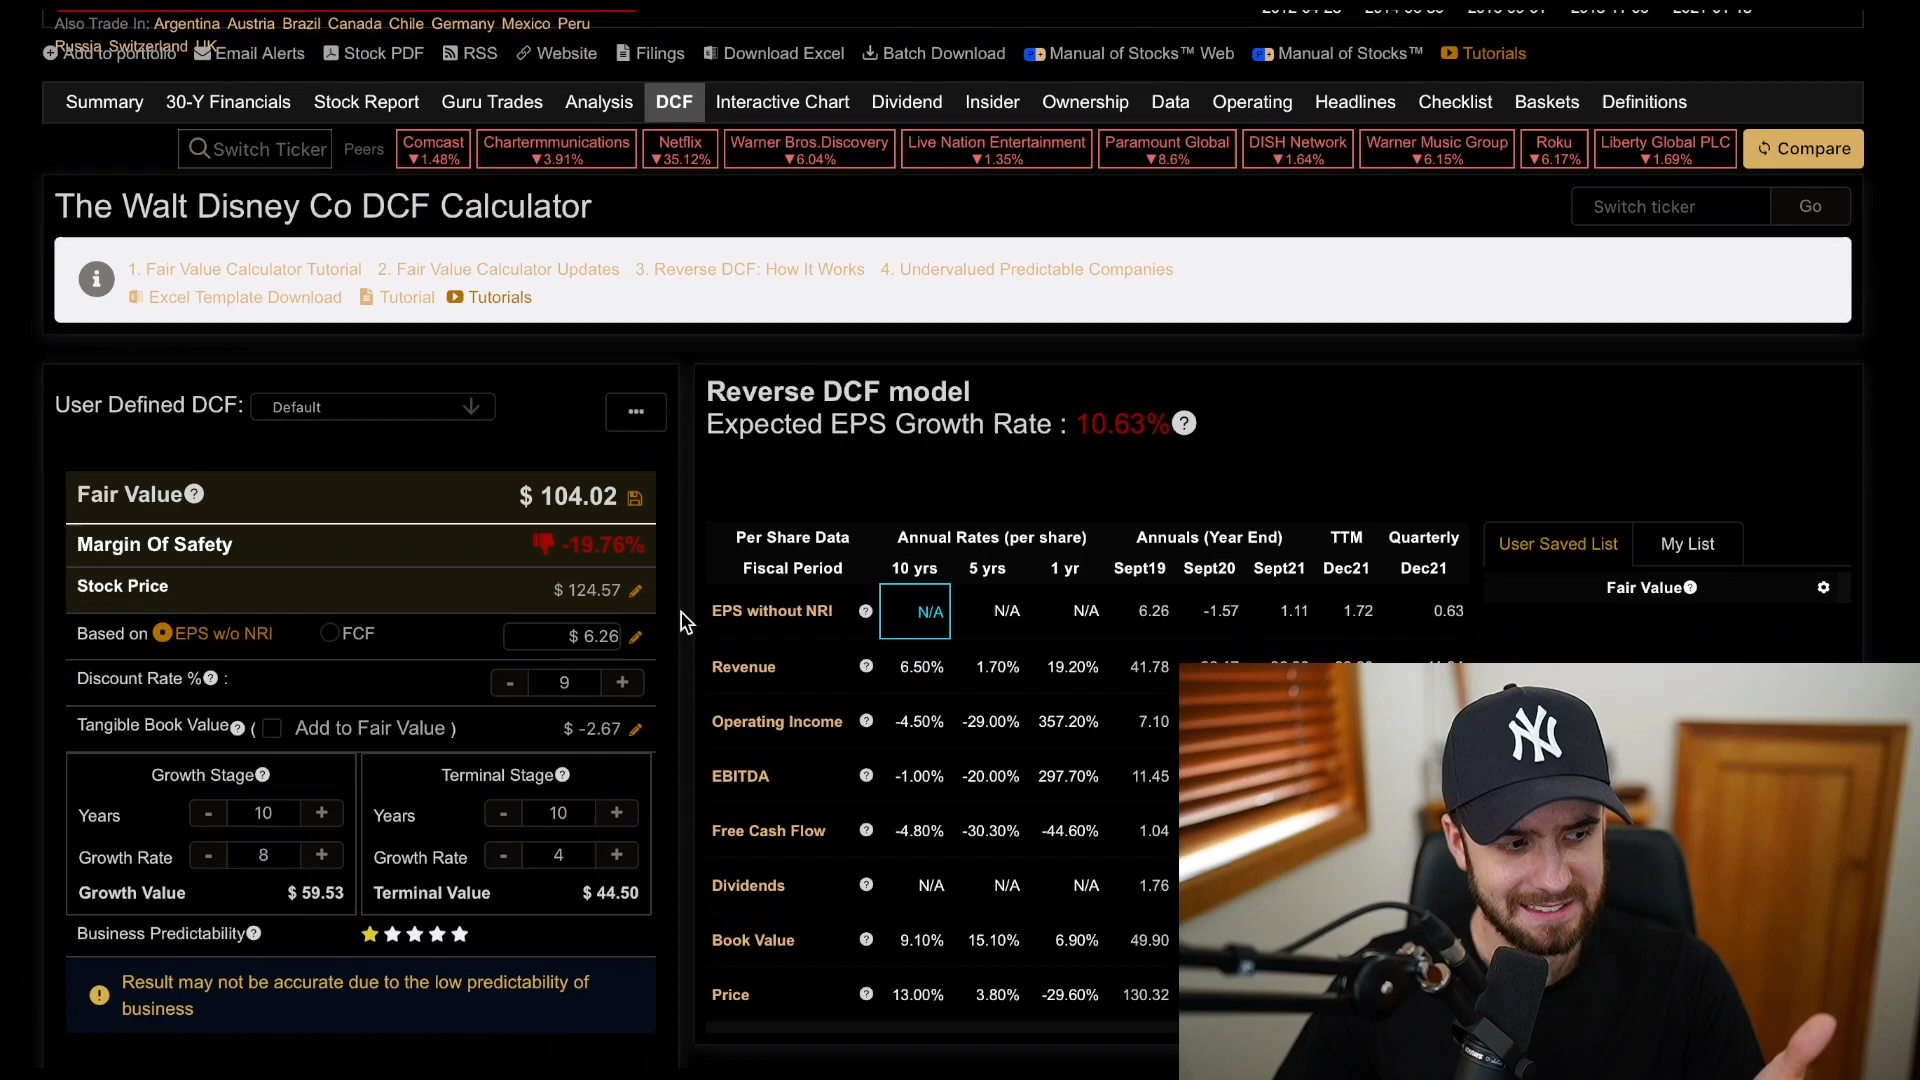 Also Trade In: Argentina Austria Brazil Canada Chile Germany Mexico Peru
Russia Switzerland UK
Add to portfolio Email Alerts Stock PDF RSS Website Filings Download Excel Batch Download Manual of Stocks™ Web Manual of Stocks™ Tutorials
Summary 30-Y Financials Stock Report Guru Trades Analysis DCF Interactive Chart Dividend Insider Ownership Data Operating Headlines Checklist Baskets Definitions
Switch Ticker Peers Comcast Chartermmunications Netflix Warner Bros.Discovery Live Nation Entertainment Paramount Global DISH Network Warner Music Group Roku Liberty Global PLC Compare
▼1.48% ▼3.91% ▼35.12% ▼6.04% ▼1.35% ▼8.6% ▼1.64% ▼6.15% ▼6.17% ▼1.69%
The Walt Disney Co DCF Calculator Switch ticker Go
1. Fair Value Calculator Tutorial 2. Fair Value Calculator Updates 3. Reverse DCF: How It Works 4. Undervalued Predictable Companies
Excel Template Download Tutorial Tutorials
User Defined DCF: Default ...
Fair Value $ 104.02
Margin Of Safety -19.76%
Stock Price $ 124.57
Based on EPS w/o NRI FCF $ 6.26
Discount Rate % : - 9 +
Tangible Book Value ( Add to Fair Value ) $ -2.67
Growth Stage Terminal Stage
Years - 10 + Years - 10 +
Growth Rate - 8 + Growth Rate - 4 +
Growth Value $ 59.53 Terminal Value $ 44.50
Business Predictability
Result may not be accurate due to the low predictability of
business
Reverse DCF model
Expected EPS Growth Rate : 10.63%
Per Share Data Annual Rates (per share) Annuals (Year End) TTM Quarterly
Fiscal Period 10 yrs 5 yrs 1 yr Sept19 Sept20 Sept21 Dec21 Dec21
EPS without NRI N/A N/A N/A 6.26 -1.57 1.11 1.72 0.63
Revenue 6.50% 1.70% 19.20% 41.78
Operating Income -4.50% -29.00% 357.20% 7.10
EBITDA -1.00% -20.00% 297.70% 11.45
Free Cash Flow -4.80% -30.30% -44.60% 1.04
Dividends N/A N/A N/A 1.76
Book Value 9.10% 15.10% 6.90% 49.90
Price 13.00% 3.80% -29.60% 130.32
User Saved List My List
Fair Value
NY